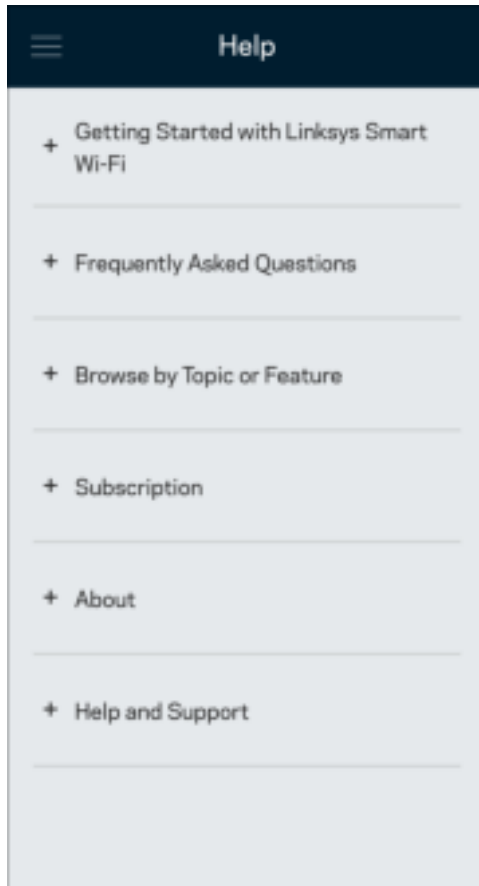 Help
+ Getting Started with Linksys Smart
Wi-Fi
+ Frequently Asked Questions
+ Browse by Topic or Feature
+ Subscription
+ About
+ Help and Support